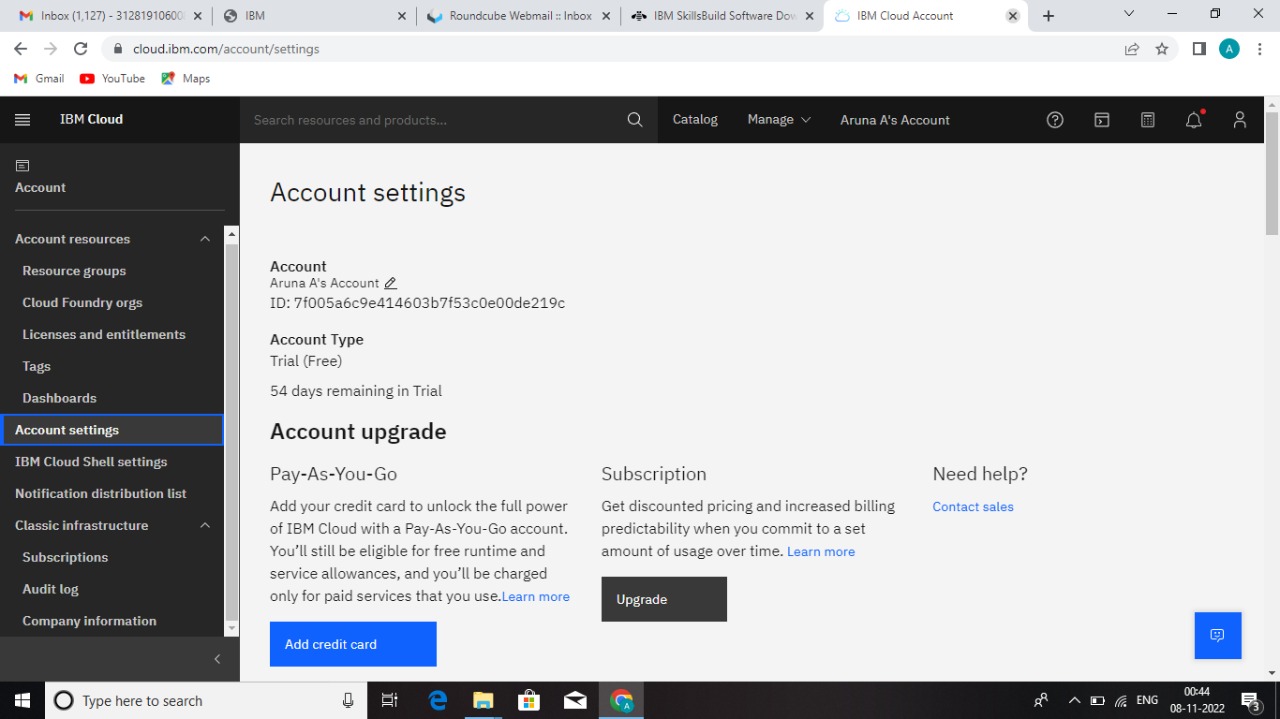 Inbox (1,127) - 31281910600
IBM
Roundcube Webmail :: Inbox
IBM SkillsBuild Software Dow
IBM Cloud Account
cloud.ibm.com/account/settings
A
Gmail
YouTube
Maps
IBM Cloud
Search resources and products...
Catalog
Manage
Aruna A's Account
Account
Account resources
Resource groups
Cloud Foundry orgs
Licenses and entitlements
Tags
Dashboards
Account settings
IBM Cloud Shell settings
Notification distribution list
Classic infrastructure
Subscriptions
Audit log
Company information
Account settings
Account
Aruna A's Account
ID: 7f005a6c9e414603b7f53c0e00de219c
Account Type
Trial (Free)
54 days remaining in Trial
Account upgrade
Pay-As-You-Go
Add your credit card to unlock the full power
of IBM Cloud with a Pay-As-You-Go account.
You’ll still be eligible for free runtime and
service allowances, and you’ll be charged
only for paid services that you use.Learn more
Add credit card
Subscription
Get discounted pricing and increased billing
predictability when you commit to a set
amount of usage over time. Learn more
Upgrade
Need help?
Contact sales
Type here to search
A
ENG
00:44
08-11-2022
3